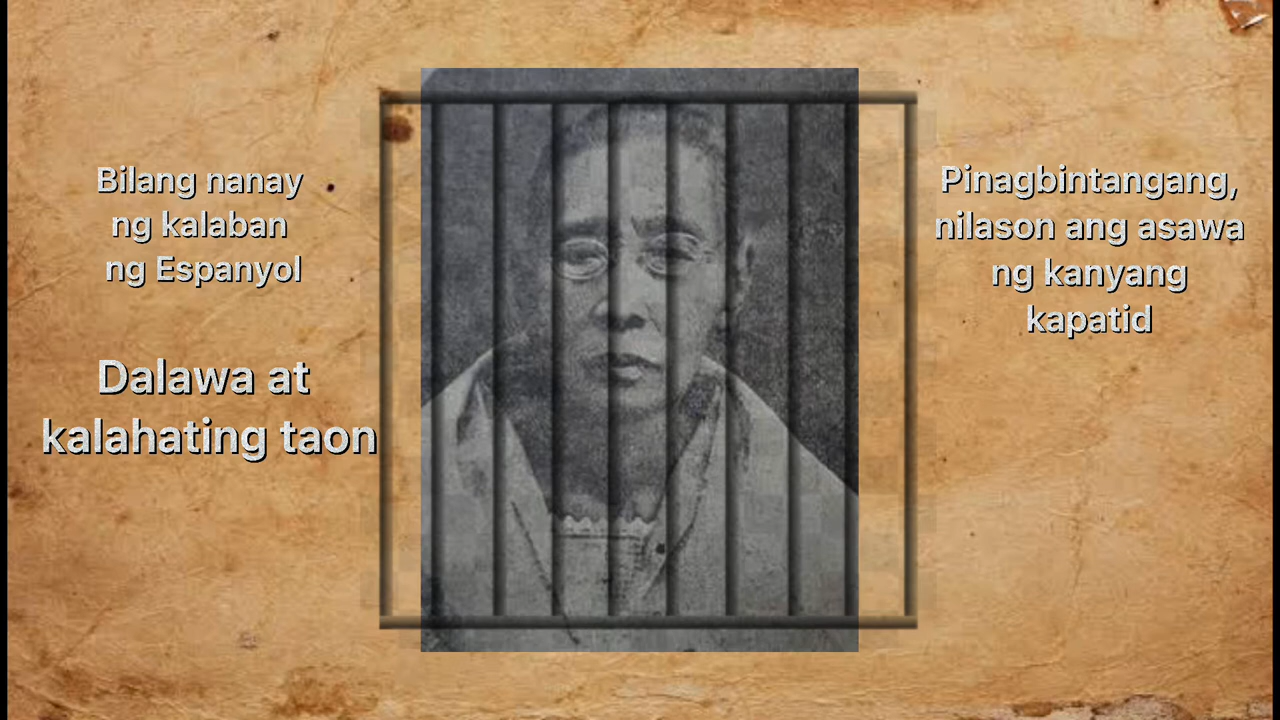 Bilang nanay
ng kalaban
ng Espanyol
Dalawa at
kalahating taon
Pinagbintangang,
nilason ang asawa
ng kanyang
kapatid